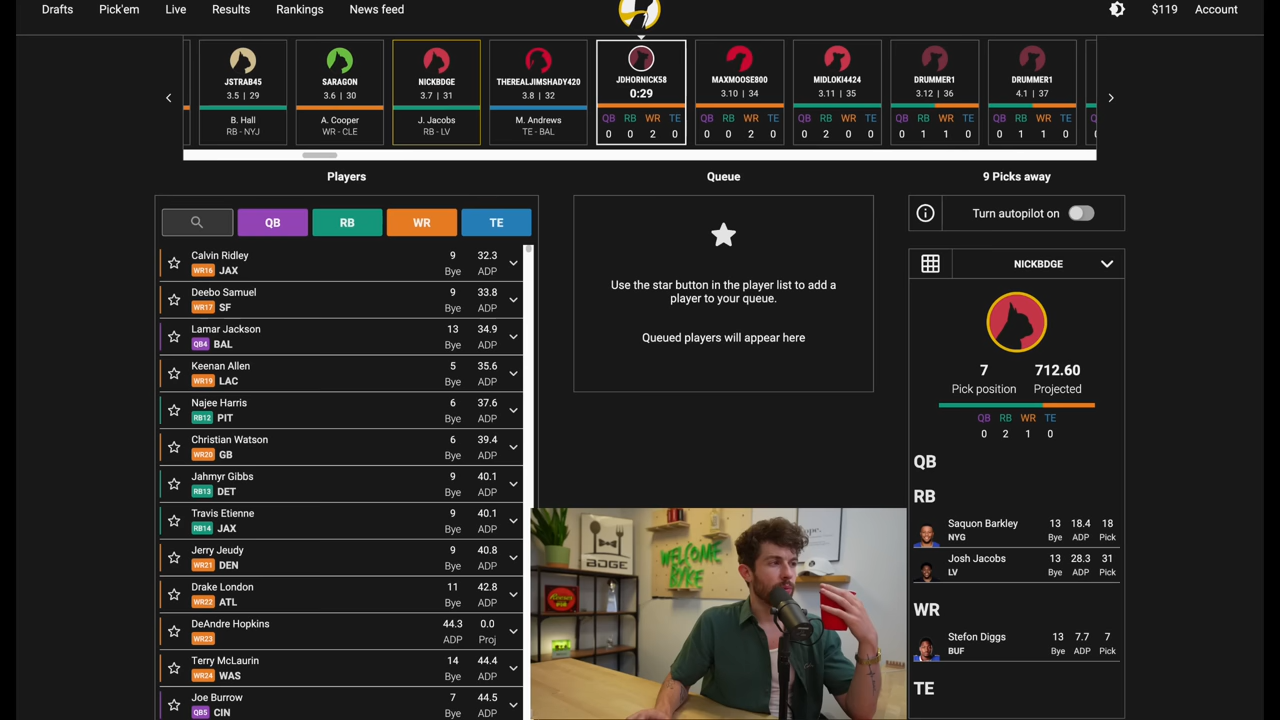 Drafts Pick'em Live Results Rankings News feed $119 Account
JSTRAB45 SARAGON NICKBDGE THEREALJIMSHADY420 JDHORNICK58 MAXMOOSE800 MIDLOKI4424 DRUMMER1 DRUMMER1
3.5 | 29 3.6 | 30 3.7 | 31 3.8 | 32 0:29 3.10 | 34 3.11 | 35 3.12 | 36 4.1 | 37
B. Hall A. Cooper J. Jacobs M. Andrews QB RB WR TE QB RB WR TE QB RB WR TE QB RB WR TE QB RB WR TE
RB - NYJ WR - CLE RB - LV TE - BAL 0 0 2 0 0 0 2 0 0 2 0 0 0 1 1 0 0 1 1 0
Players Queue 9 Picks away
QB RB WR TE
Turn autopilot on
Calvin Ridley 9 32.3
WR16 JAX Bye ADP
Deebo Samuel 9 33.8
WR17 SF Bye ADP
Lamar Jackson 13 34.9
QB4 BAL Bye ADP
Keenan Allen 5 35.6
WR19 LAC Bye ADP
Najee Harris 6 37.6
RB12 PIT Bye ADP
Christian Watson 6 39.4
WR20 GB Bye ADP
Jahmyr Gibbs 9 40.1
RB13 DET Bye ADP
Travis Etienne 9 40.1
RB14 JAX Bye ADP
Jerry Jeudy 9 40.8
WR21 DEN Bye ADP
Drake London 11 42.8
WR22 ATL Bye ADP
DeAndre Hopkins 44.3 0.0
WR23 ADP Proj
Terry McLaurin 14 44.4
WR24 WAS Bye ADP
Joe Burrow 7 44.5
QB5 CIN Bye ADP
Use the star button in the player list to add a
player to your queue.
Queued players will appear here
NICKBDGE
7 712.60
Pick position Projected
QB RB WR TE
0 2 1 0
QB
RB
Saquon Barkley 13 18.4 18
NYG Bye ADP Pick
Josh Jacobs 13 28.3 31
LV Bye ADP Pick
WR
Stefon Diggs 13 7.7 7
BUF Bye ADP Pick
TE
BDGE
WELCOME